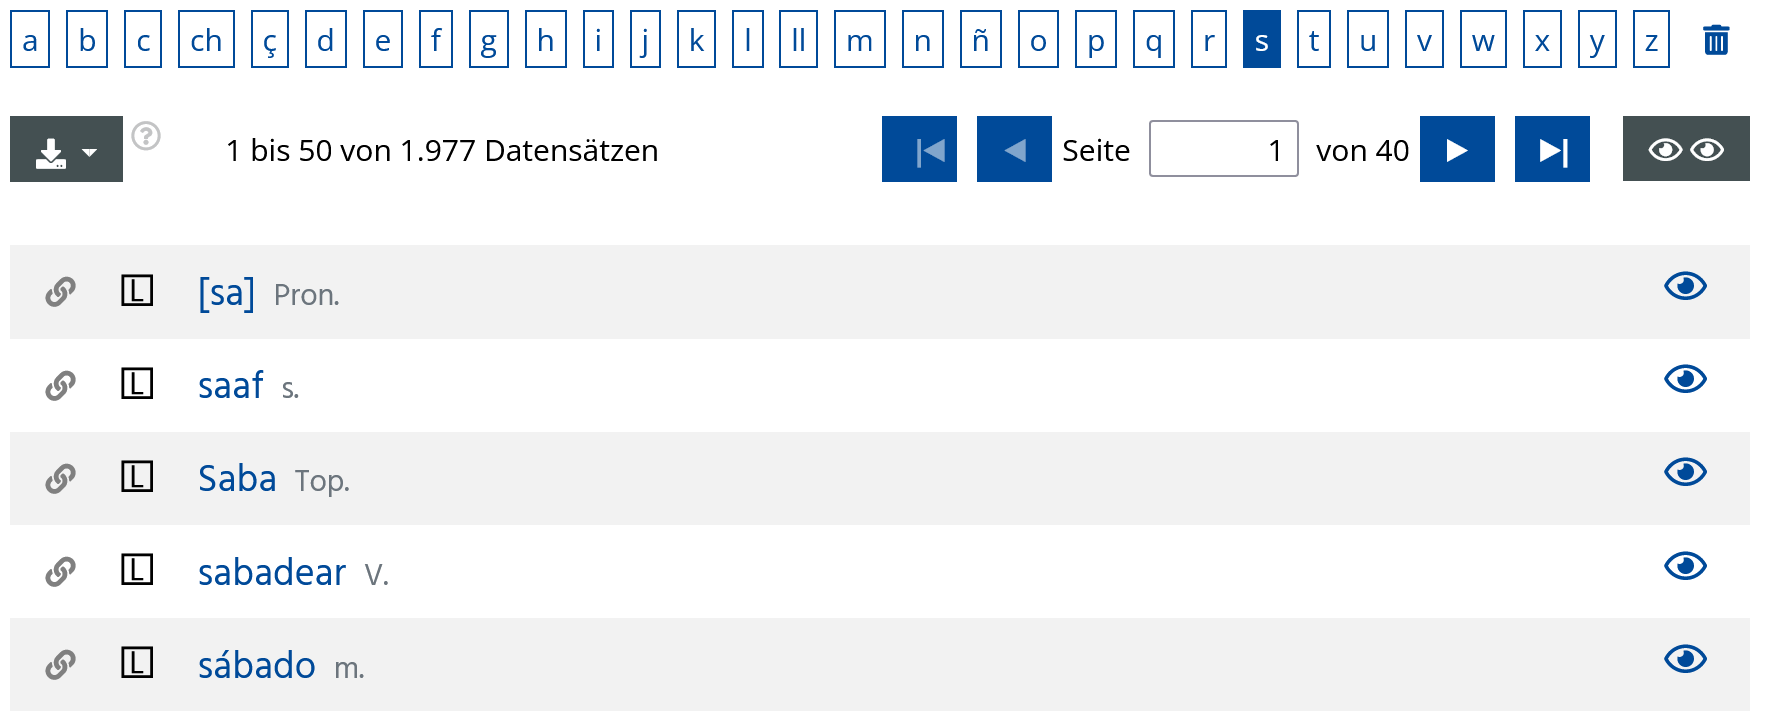 a b c ch ç d e f g h i j k l ll m n ñ o p q r s t u v w x y z
1 bis 50 von 1.977 Datensätzen Seite 1 von 40
L [sa] Pron.
L saaf s.
L Saba Top.
L sabadear V.
L sábado m.